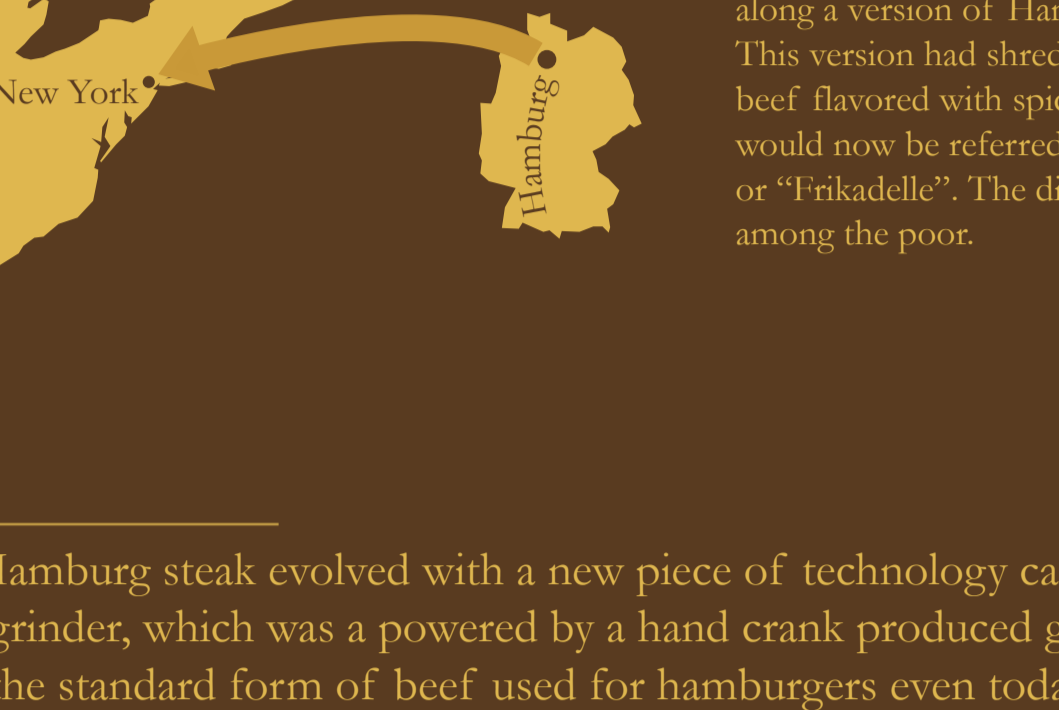 New York
Hamburg
along a version of
This version had
beef flavored with
would now be
or “Frikadelle”. The
among the poor.
steak evolved with a new piece of technology
grinder, which was a powered by a hand crank produced
the standard form of beef used for hamburgers even